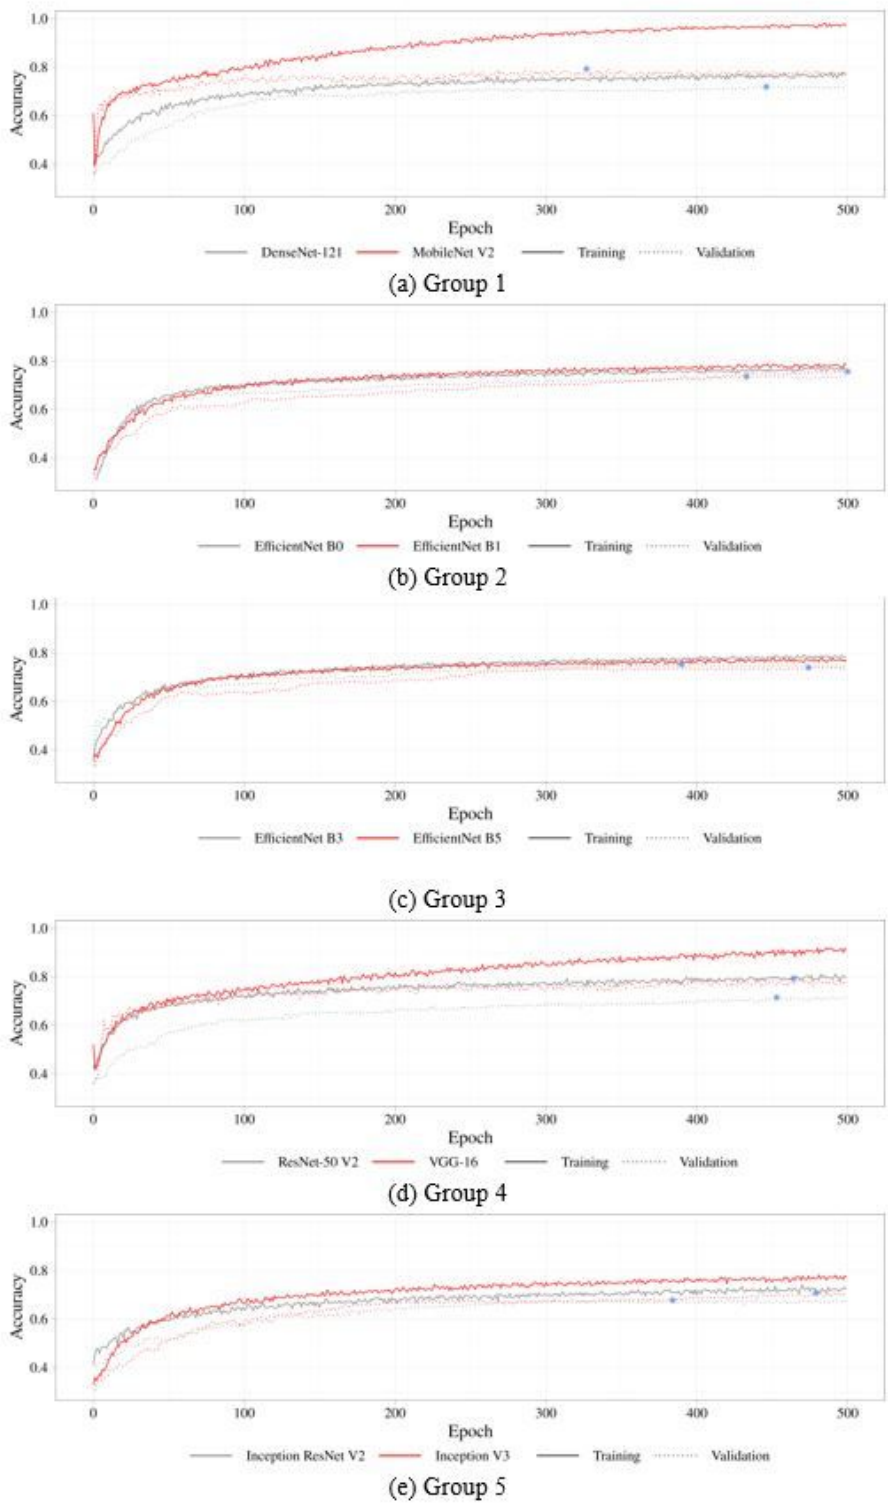 1.0
0.8
0.6
0.4
Accuracy
0 100 200 300 400 500
Epoch
DenseNet-121 MobileNet V2 Training Validation
(a) Group 1
1.0
0.8
0.6
0.4
Accuracy
0 100 200 300 400 500
Epoch
EfficientNet B0 EfficientNet B1 Training Validation
(b) Group 2
1.0
0.8
0.6
0.4
Accuracy
0 100 200 300 400 500
Epoch
EfficientNet B3 EfficientNet B5 Training Validation
(c) Group 3
1.0
0.8
0.6
0.4
Accuracy
0 100 200 300 400 500
Epoch
ResNet-50 V2 VGG-16 Training Validation
(d) Group 4
1.0
0.8
0.6
0.4
Accuracy
0 100 200 300 400 500
Epoch
Inception ResNet V2 Inception V3 Training Validation
(e) Group 5